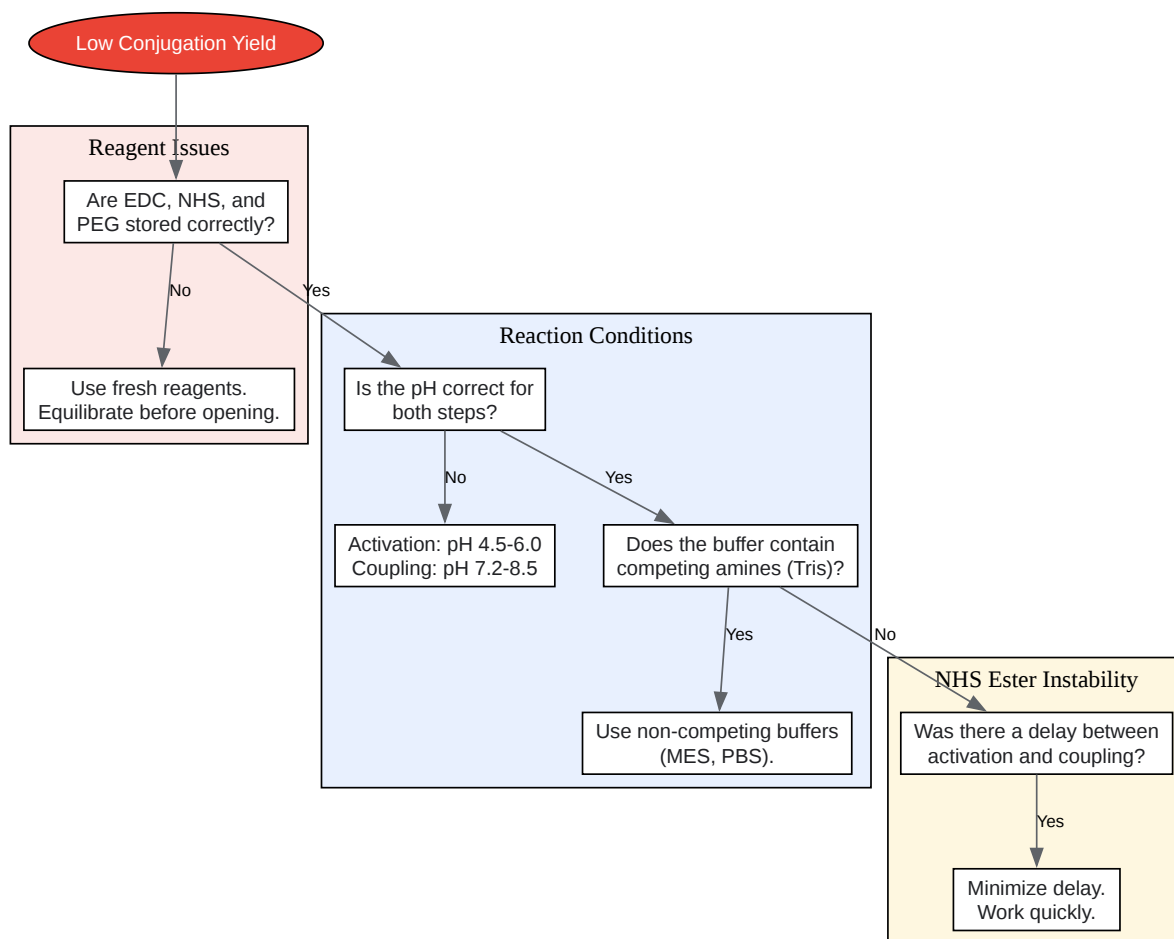 Low Conjugation Yield
Reagent Issues
Are EDC, NHS, and
PEG stored correctly?
No
Yes
Use fresh reagents.
Equilibrate before opening.
Reaction Conditions
Is the pH correct for
both steps?
No
Yes
Activation: pH 4.5-6.0
Coupling: pH 7.2-8.5
Does the buffer contain
competing amines (Tris)?
Yes
No
Use non-competing buffers
(MES, PBS).
NHS Ester Instability
Was there a delay between
activation and coupling?
Yes
Minimize delay.
Work quickly.